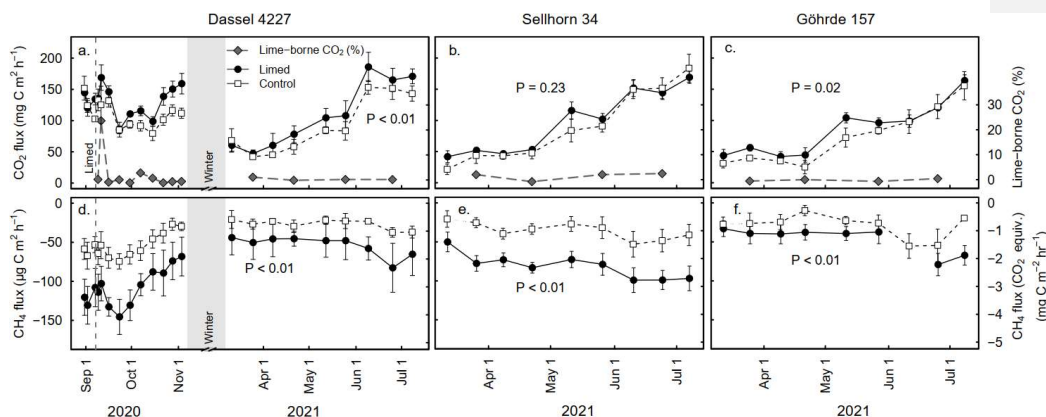 Dassel 4227
Sellhorn 34
Göhrde 157
a.
Lime−borne CO2 (%)
Limed
Control
P < 0.01
Limed
Winter
b.
P = 0.23
c.
P = 0.02
CO2 flux (mg C m−2 h−1)
200
150
100
50
0
Lime−borne CO2 (%)
30
20
10
0
d.
P < 0.01
Winter
e.
P < 0.01
f.
P < 0.01
CH4 flux (µg C m−2 h−1)
0
−50
−100
−150
CH4 flux (CO2 equiv.)
(mg C m−2 hr−1)
−0
−1
−2
−3
−4
−5
Sep 1
Oct 1
Nov 1
Apr 1
May 1
Jun 1
Jul 1
Apr 1
May 1
Jun 1
Jul 1
Apr 1
May 1
Jun 1
Jul 1
2020
2021
2021
2021